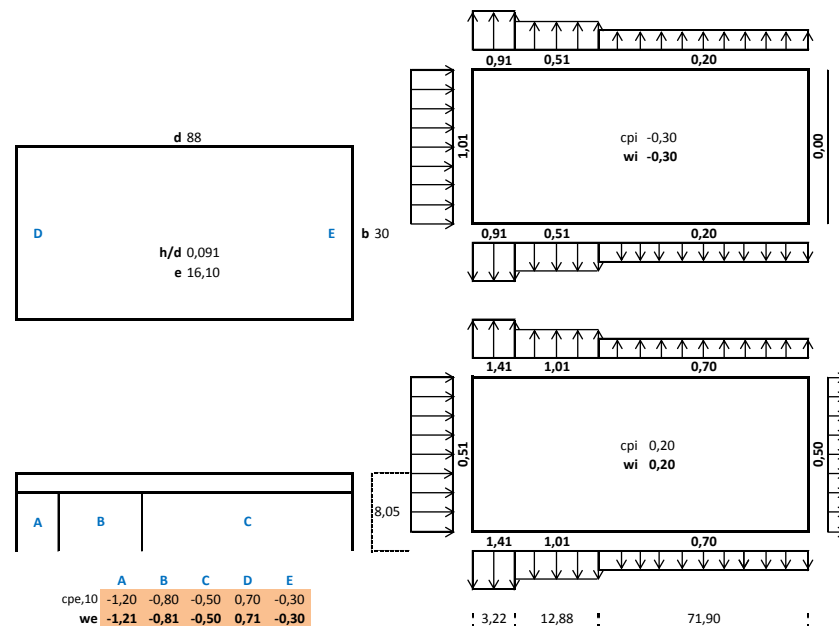 d 88
D
E
b 30
h/d 0,091
e 16,10
A
B
C
8,05
A B C D E
cpe,10 -1,20 -0,80 -0,50 0,70 -0,30
we -1,21 -0,81 -0,50 0,71 -0,30
0,91 0,51 0,20
1,01
cpi -0,30
wi -0,30
0,00
0,91 0,51 0,20
1,41 1,01 0,70
0,51
cpi 0,20
wi 0,20
0,50
1,41 1,01 0,70
3,22 12,88 71,90